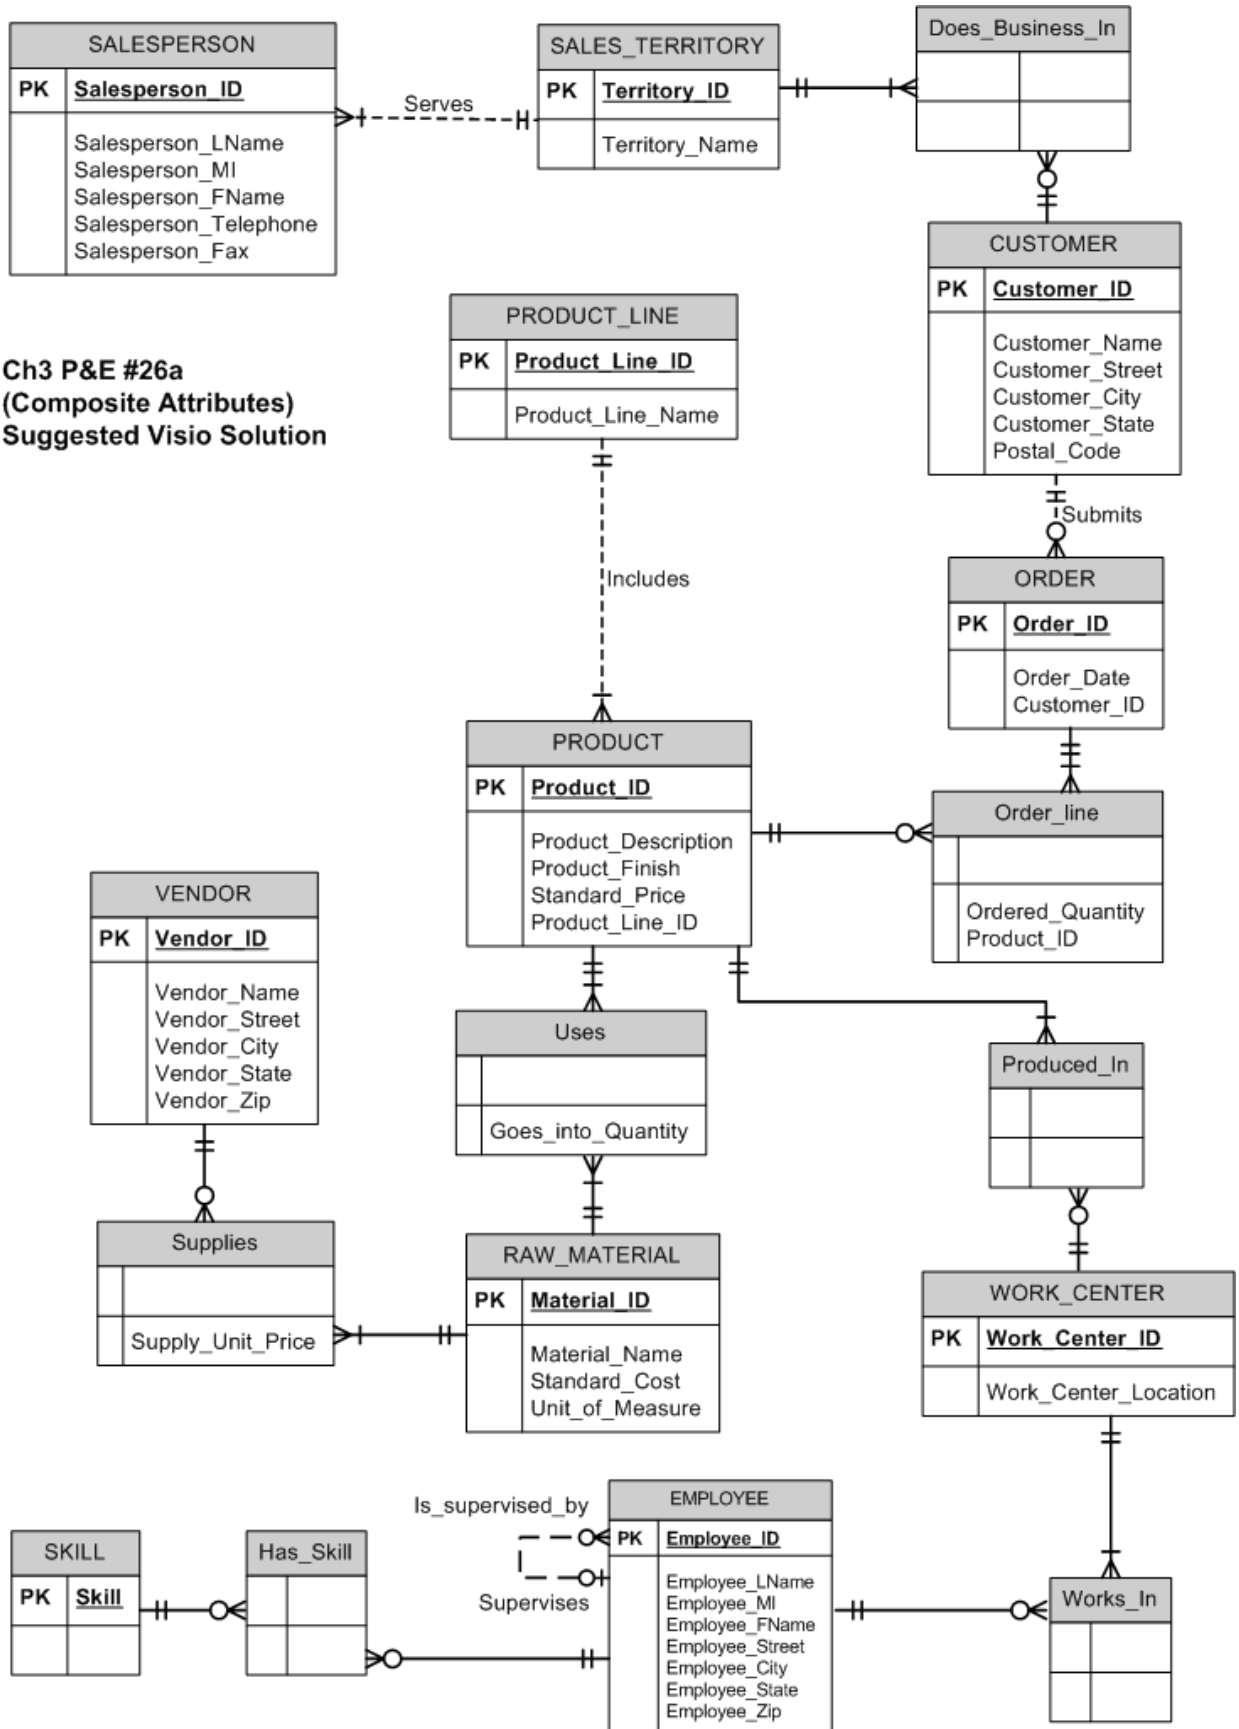 SALESPERSON
PK Salesperson_ID
Salesperson_LName
Salesperson_MI
Salesperson_FName
Salesperson_Telephone
Salesperson_Fax
Serves
SALES_TERRITORY
PK Territory_ID
Territory_Name
Does_Business_In
CUSTOMER
PK Customer_ID
Customer_Name
Customer_Street
Customer_City
Customer_State
Postal_Code
Submits
PRODUCT_LINE
PK Product_Line_ID
Product_Line_Name
Ch3 P&E #26a
(Composite Attributes)
Suggested Visio Solution
Includes
ORDER
PK Order_ID
Order_Date
Customer_ID
PRODUCT
PK Product_ID
Product_Description
Product_Finish
Standard_Price
Product_Line_ID
Order_line
Ordered_Quantity
Product_ID
VENDOR
PK Vendor_ID
Vendor_Name
Vendor_Street
Vendor_City
Vendor_State
Vendor_Zip
Uses
Goes_into_Quantity
Produced_In
Supplies
Supply_Unit_Price
RAW_MATERIAL
PK Material_ID
Material_Name
Standard_Cost
Unit_of_Measure
WORK_CENTER
PK Work_Center_ID
Work_Center_Location
Is_supervised_by
Supervises
EMPLOYEE
PK Employee_ID
Employee_LName
Employee_MI
Employee_FName
Employee_Street
Employee_City
Employee_State
Employee_Zip
SKILL
PK Skill
Has_Skill
Works_In